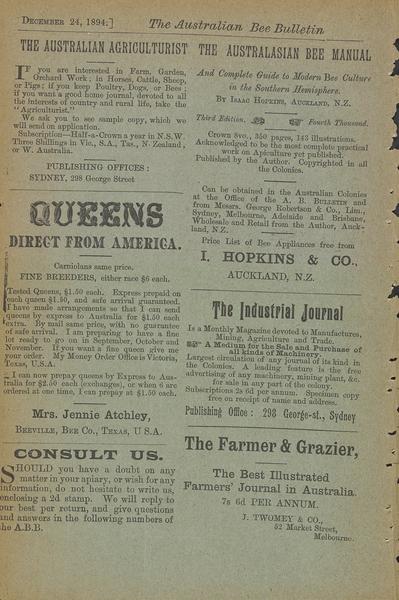 December 24, 1894.]
The Australian Bee Bulletin
THE AUSTRALIAN AGRICULTURIST
IF you are interested in Farm, Garden,
Orchard Work; in Horses, Cattle, Sheep,
or Pigs; if you keep Poultry, Dogs, or Bees;
if you want a good home journal, devoted to all
the interests of country and rural life, take the
"Agriculturist."
We ask you to see sample copy, which we
will send on application.
Subscription—Half-a-Crown a year in N.S.W.
Three Shillings in Vic., S.A., Tas., N. Zealand,
or W. Australia.
PUBLISHING OFFICES:
SYDNEY, 298 George Street
QUEENS
DIRECT FROM AMERICA.
Carniolans same price.
FINE BREEDERS, either race $6 each.
Tested Queens, $1.50 each. Express prepaid on
each queen $1.50, and safe arrival guaranteed.
I have made arrangements so that I can send
queens by express to Australia for $1.50 each
extra. By mail same price, with no guarantee
of safe arrival. I am preparing to have a fine
lot ready to go on in September, October and
November. If you want a fine queen give me
your order. My Money Order Office is Victoria,
Texas, U.S.A.
I can now prepay queens by Express to Aus-
tralia for $2.50 each (exchanges), or when 6 are
ordered at one time, I can prepay at $1.50 each.
Mrs. Jennie Atchley,
Beeville, Bee Co., Texas, U S.A.
CONSULT US.
SHOULD you have a doubt on any
matter in your apiary, or wish for any
information, do not hesitate to write us,
enclosing a 2d stamp. We will reply to
our best per return, and give questions
and answers in the following numbers of
the A.B.B.
THE AUSTRALASIAN BEE MANUAL
And Complete Guide to Modern Bee Culture
in the Southern Hemisphere.
By Isaac Hopkins, Auckland, N.Z.
Third Edition. Fourth Thousand.
Crown 8vo., 350 pages, 143 illustrations.
Acknowledged to be the most complete practical
work on Apiculture yet published.
Published by the Author. Copyrighted in all
the Colonies.
Can be obtained in the Australian Colonies
at the Office of the A. B. Bulletin and
from Messrs. George Robertson & Co., Lim.,
Sydney, Melbourne, Adelaide and Brisbane,
Wholesale and Retail from the Author, Auck-
land, N.Z.
Price List of Bee Appliances free from
I. HOPKINS & CO.,
AUCKLAND, N.Z.
The Industrial Journal
Is a Monthly Magazine devoted to Manufactures,
Mining, Agriculture and Trade.
A Medium for the Sale and Purchase of
all kinds of Machinery.
Largest circulation of any journal of its kind in
the Colonies. A leading feature is the free
advertising of any machinery, mining plant, &c.
for sale in any part of the colony.
Subscriptions 2s 6d per annum. Specimen copy
free on receipt of name and address.
Publishing Office: 298 George-st., Sydney
The Farmer & Grazier,
The Best Illustrated
Farmers' Journal in Australia.
7s 6d PER ANNUM.
J. TWOMEY & CO.,
52 Market Street,
Melbourne.